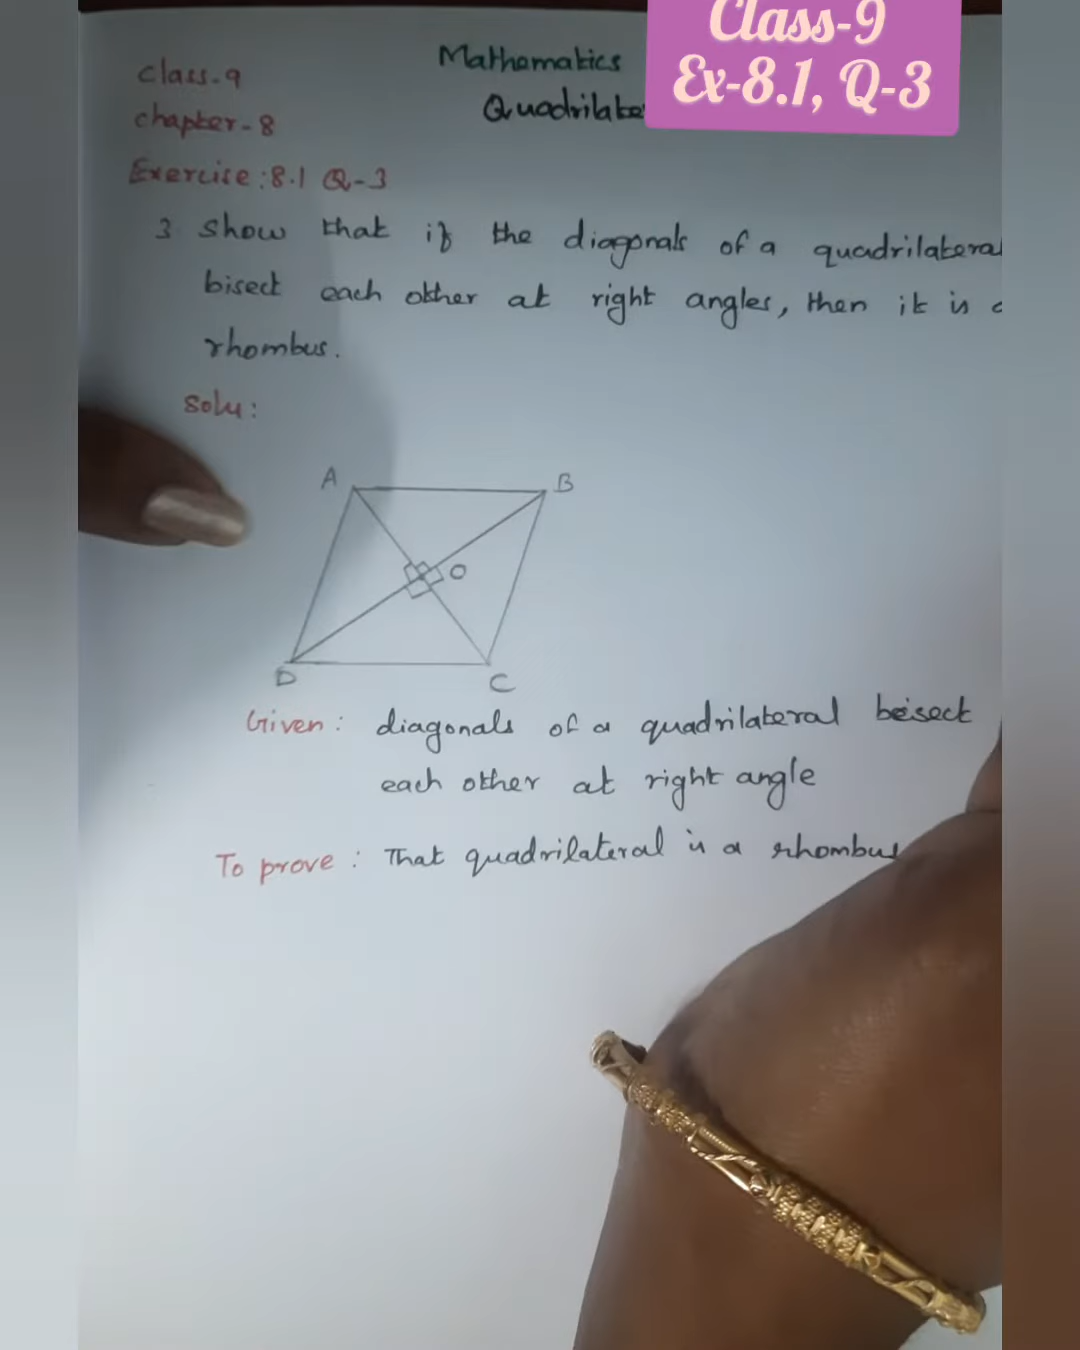 Class-9
Ex-8.1, Q-3
Class-9
Mathematics
chapter-8
Exercise:8.1 Q-3
3 Show that if the diagonals of a
bisect each other at right angles, then it is
rhombus.
Solu:
A
B
O
D
C
Given: diagonals of a quadrilateral beisect
each other at right angle
To prove: That quadrilateral is a rhombus